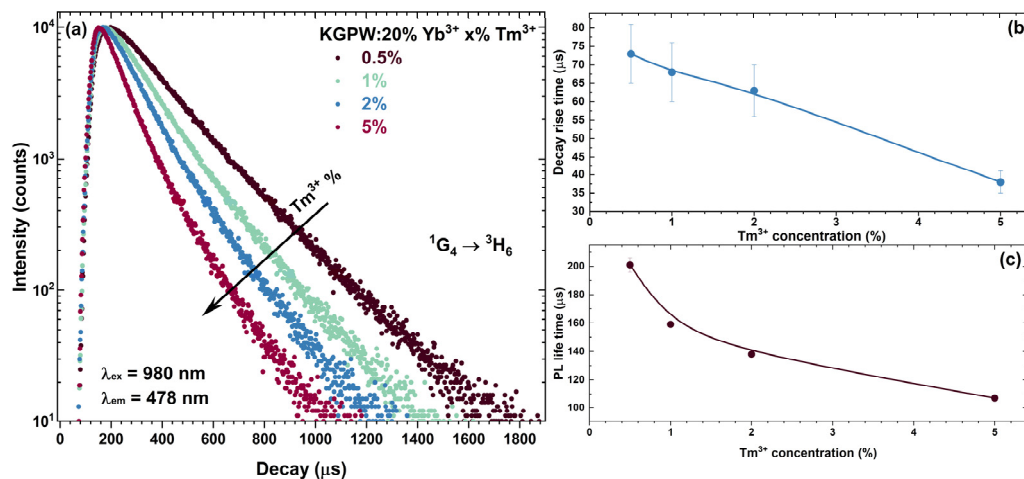 (a)
KGPW:20% Yb³⁺ x% Tm³⁺
0.5%
1%
2%
5%
Tm³⁺ %
¹G₄ → ³H₆
λex = 980 nm
λem = 478 nm
Intensity (counts)
10⁴
10³
10²
10¹
0 200 400 600 800 1000 1200 1400 1600 1800
Decay (μs)
(b)
Decay rise time (μs)
80
75
70
65
60
55
50
45
40
35
30
0 1 2 3 4 5
Tm³⁺ concentration (%)
(c)
PL life time (μs)
200
180
160
140
120
100
0 1 2 3 4 5
Tm³⁺ concentration (%)